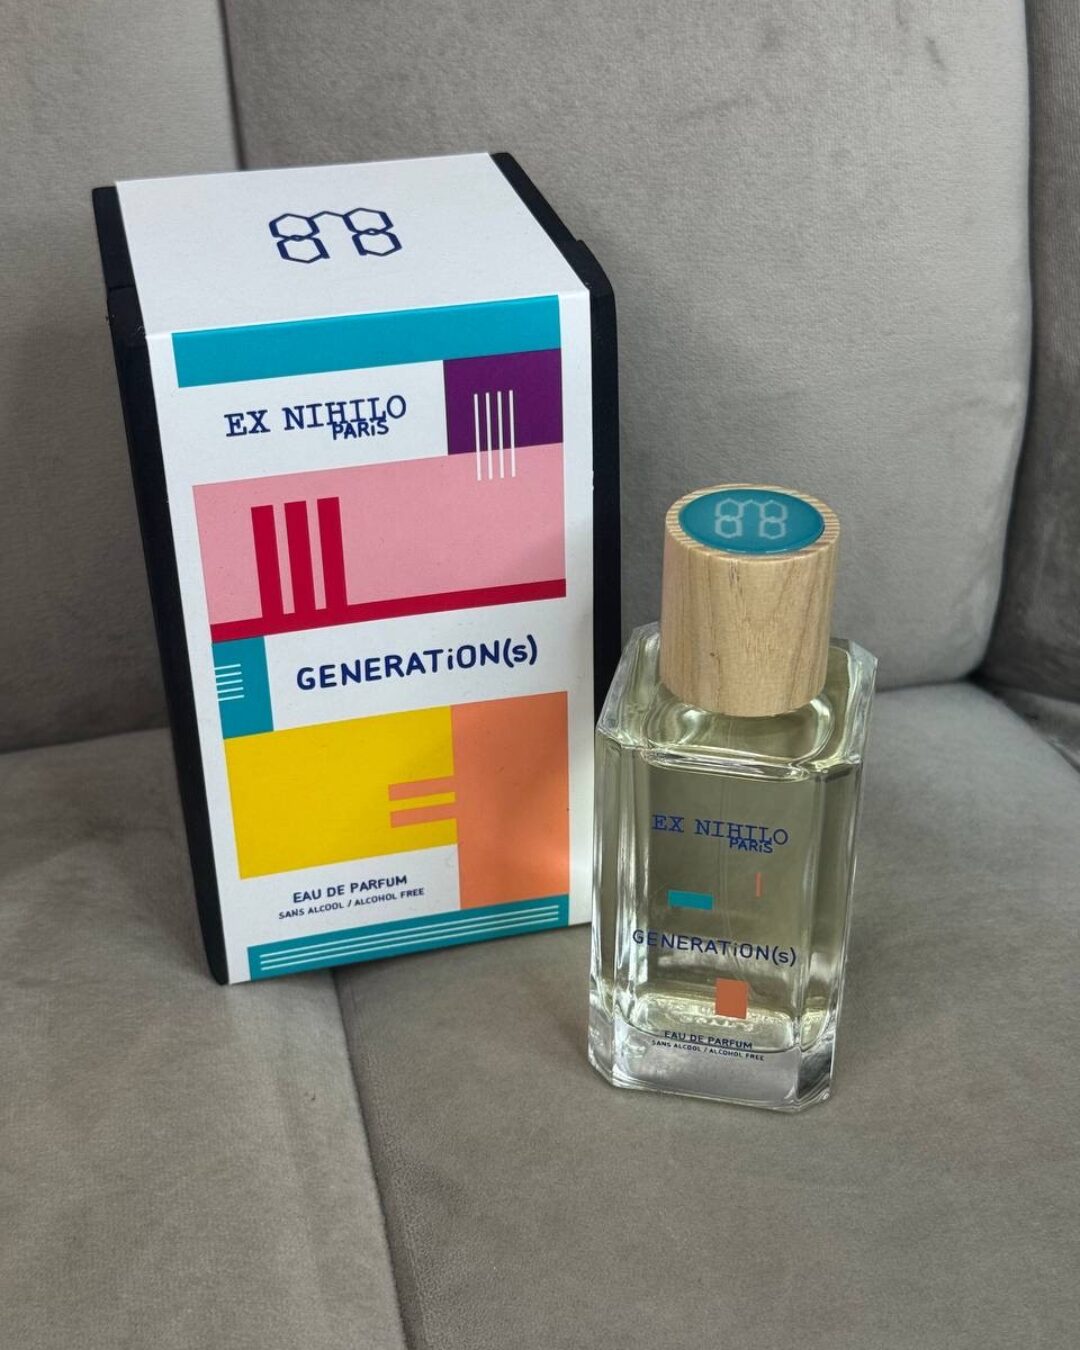 EX NIHILO
PARiS
GENERATiON(s)
EAU DE PARFUM
SANS ALCOOL / ALCOHOL FREE
EX NIHILO
PARiS
GENERATiON(s)
EAU DE PARFUM
SANS ALCOOL / ALCOHOL FREE